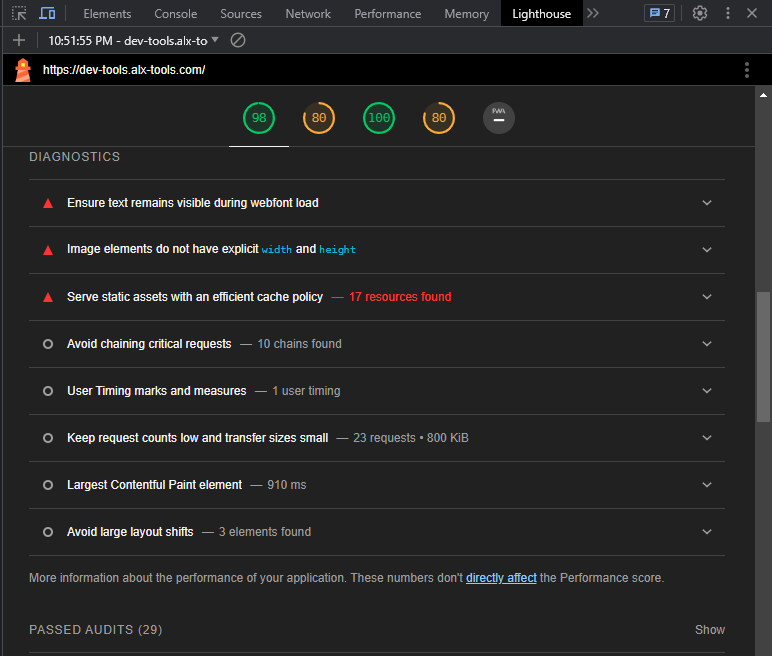 Elements Console Sources Network Performance Memory Lighthouse 7
10:51:55 PM - dev-tools.alx-to
https://dev-tools.alx-tools.com/
98 80 100 80 PWA
DIAGNOSTICS
Ensure text remains visible during webfont load
Image elements do not have explicit width and height
Serve static assets with an efficient cache policy — 17 resources found
Avoid chaining critical requests — 10 chains found
User Timing marks and measures — 1 user timing
Keep request counts low and transfer sizes small — 23 requests • 800 KiB
Largest Contentful Paint element — 910 ms
Avoid large layout shifts — 3 elements found
More information about the performance of your application. These numbers don't directly affect the Performance score.
PASSED AUDITS (29) Show